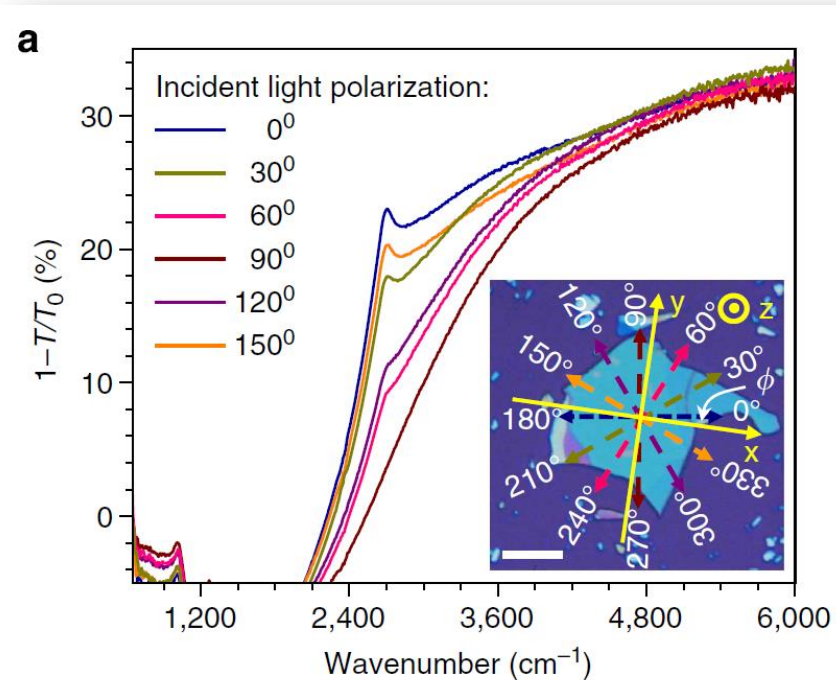 a
Incident light polarization:
0⁰
30⁰
60⁰
90⁰
120⁰
150⁰
30
20
10
0
1−T/T₀ (%)
1,200 2,400 3,600 4,800 6,000
Wavenumber (cm⁻¹)
120° 90° y 60° z
150° 30° ϕ
180° 0°
x
210° 330°
240° 270° 300°